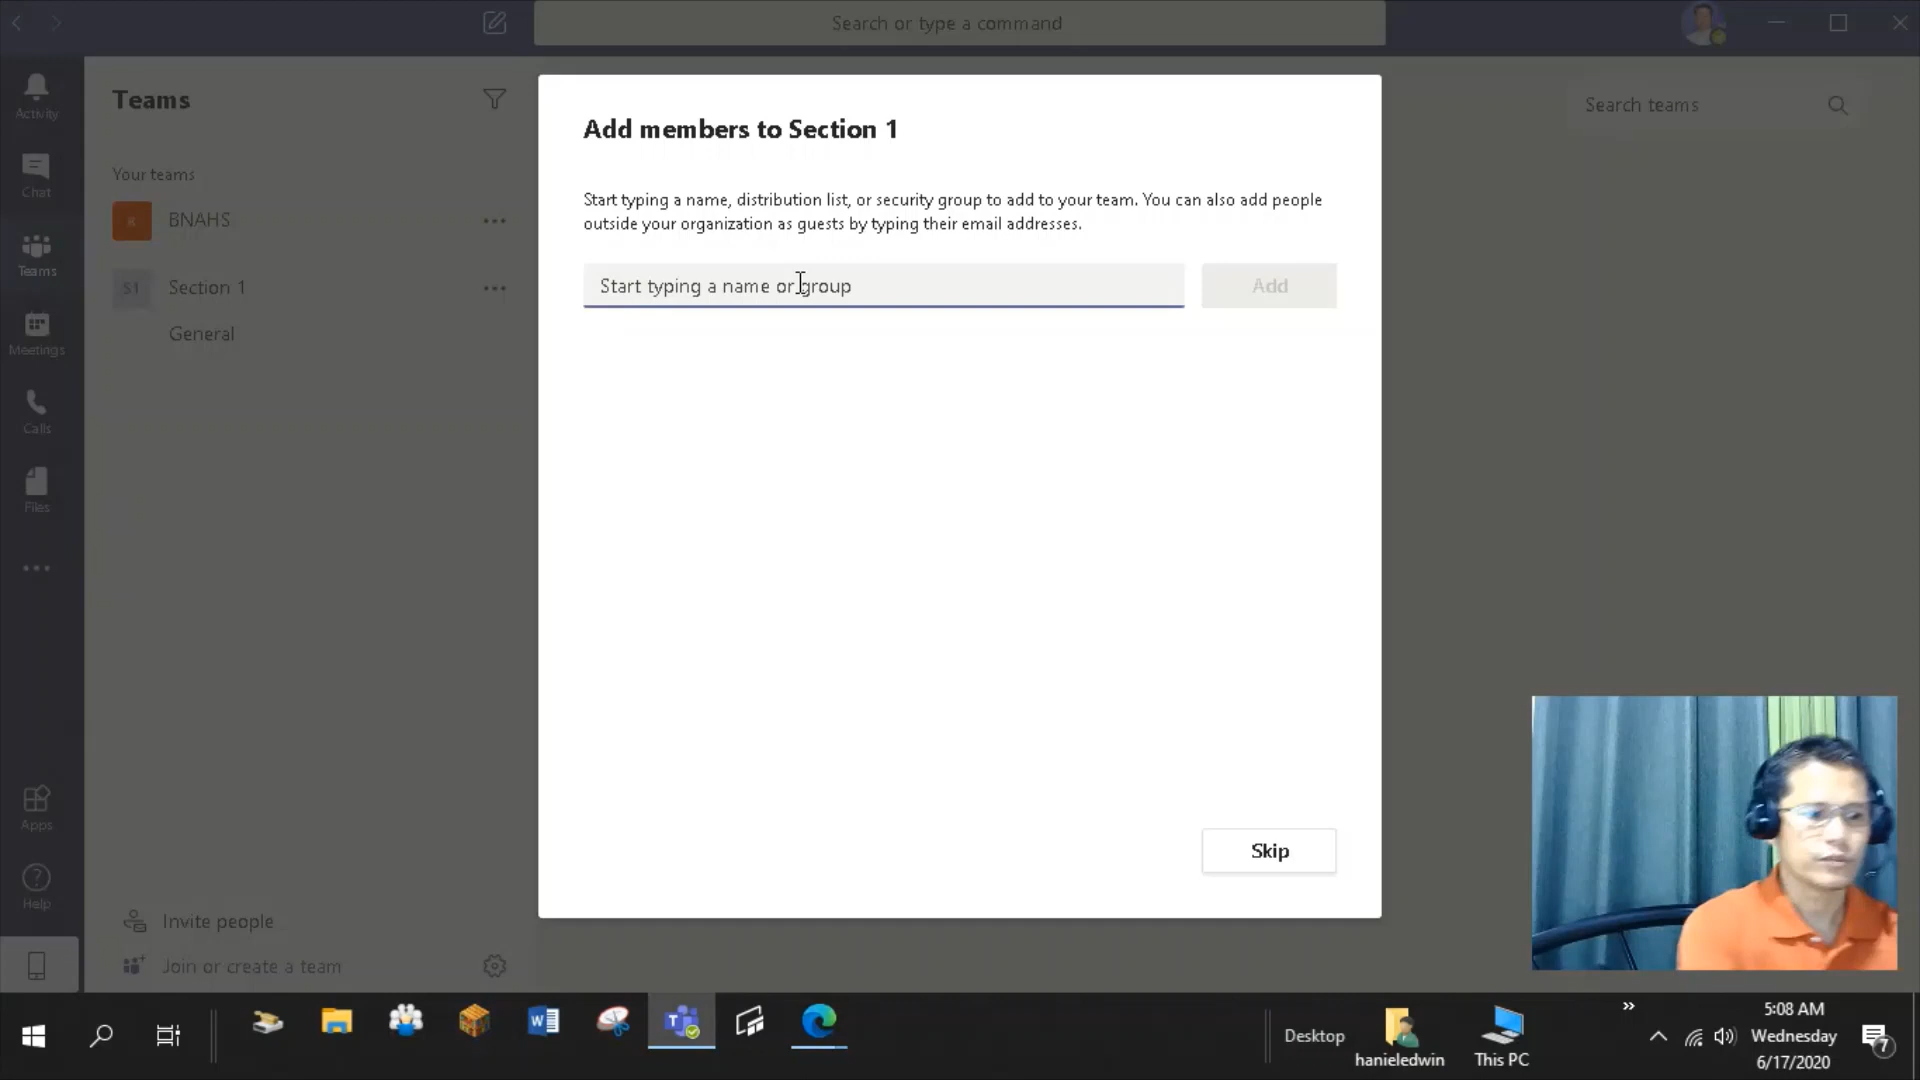 Search or type a command
Activity
Chat
Teams
Meetings
Calls
Files
Apps
Help
Teams
Your teams
BNAHS
S1
Section 1
General
Invite people
Join or create a team
Search teams
Add members to Section 1
Start typing a name, distribution list, or security group to add to your team. You can also add people
outside your organization as guests by typing their email addresses.
Start typing a name or group
Add
Skip
W
T
Desktop
hanieledwin
This PC
5:08 AM
Wednesday
6/17/2020
7